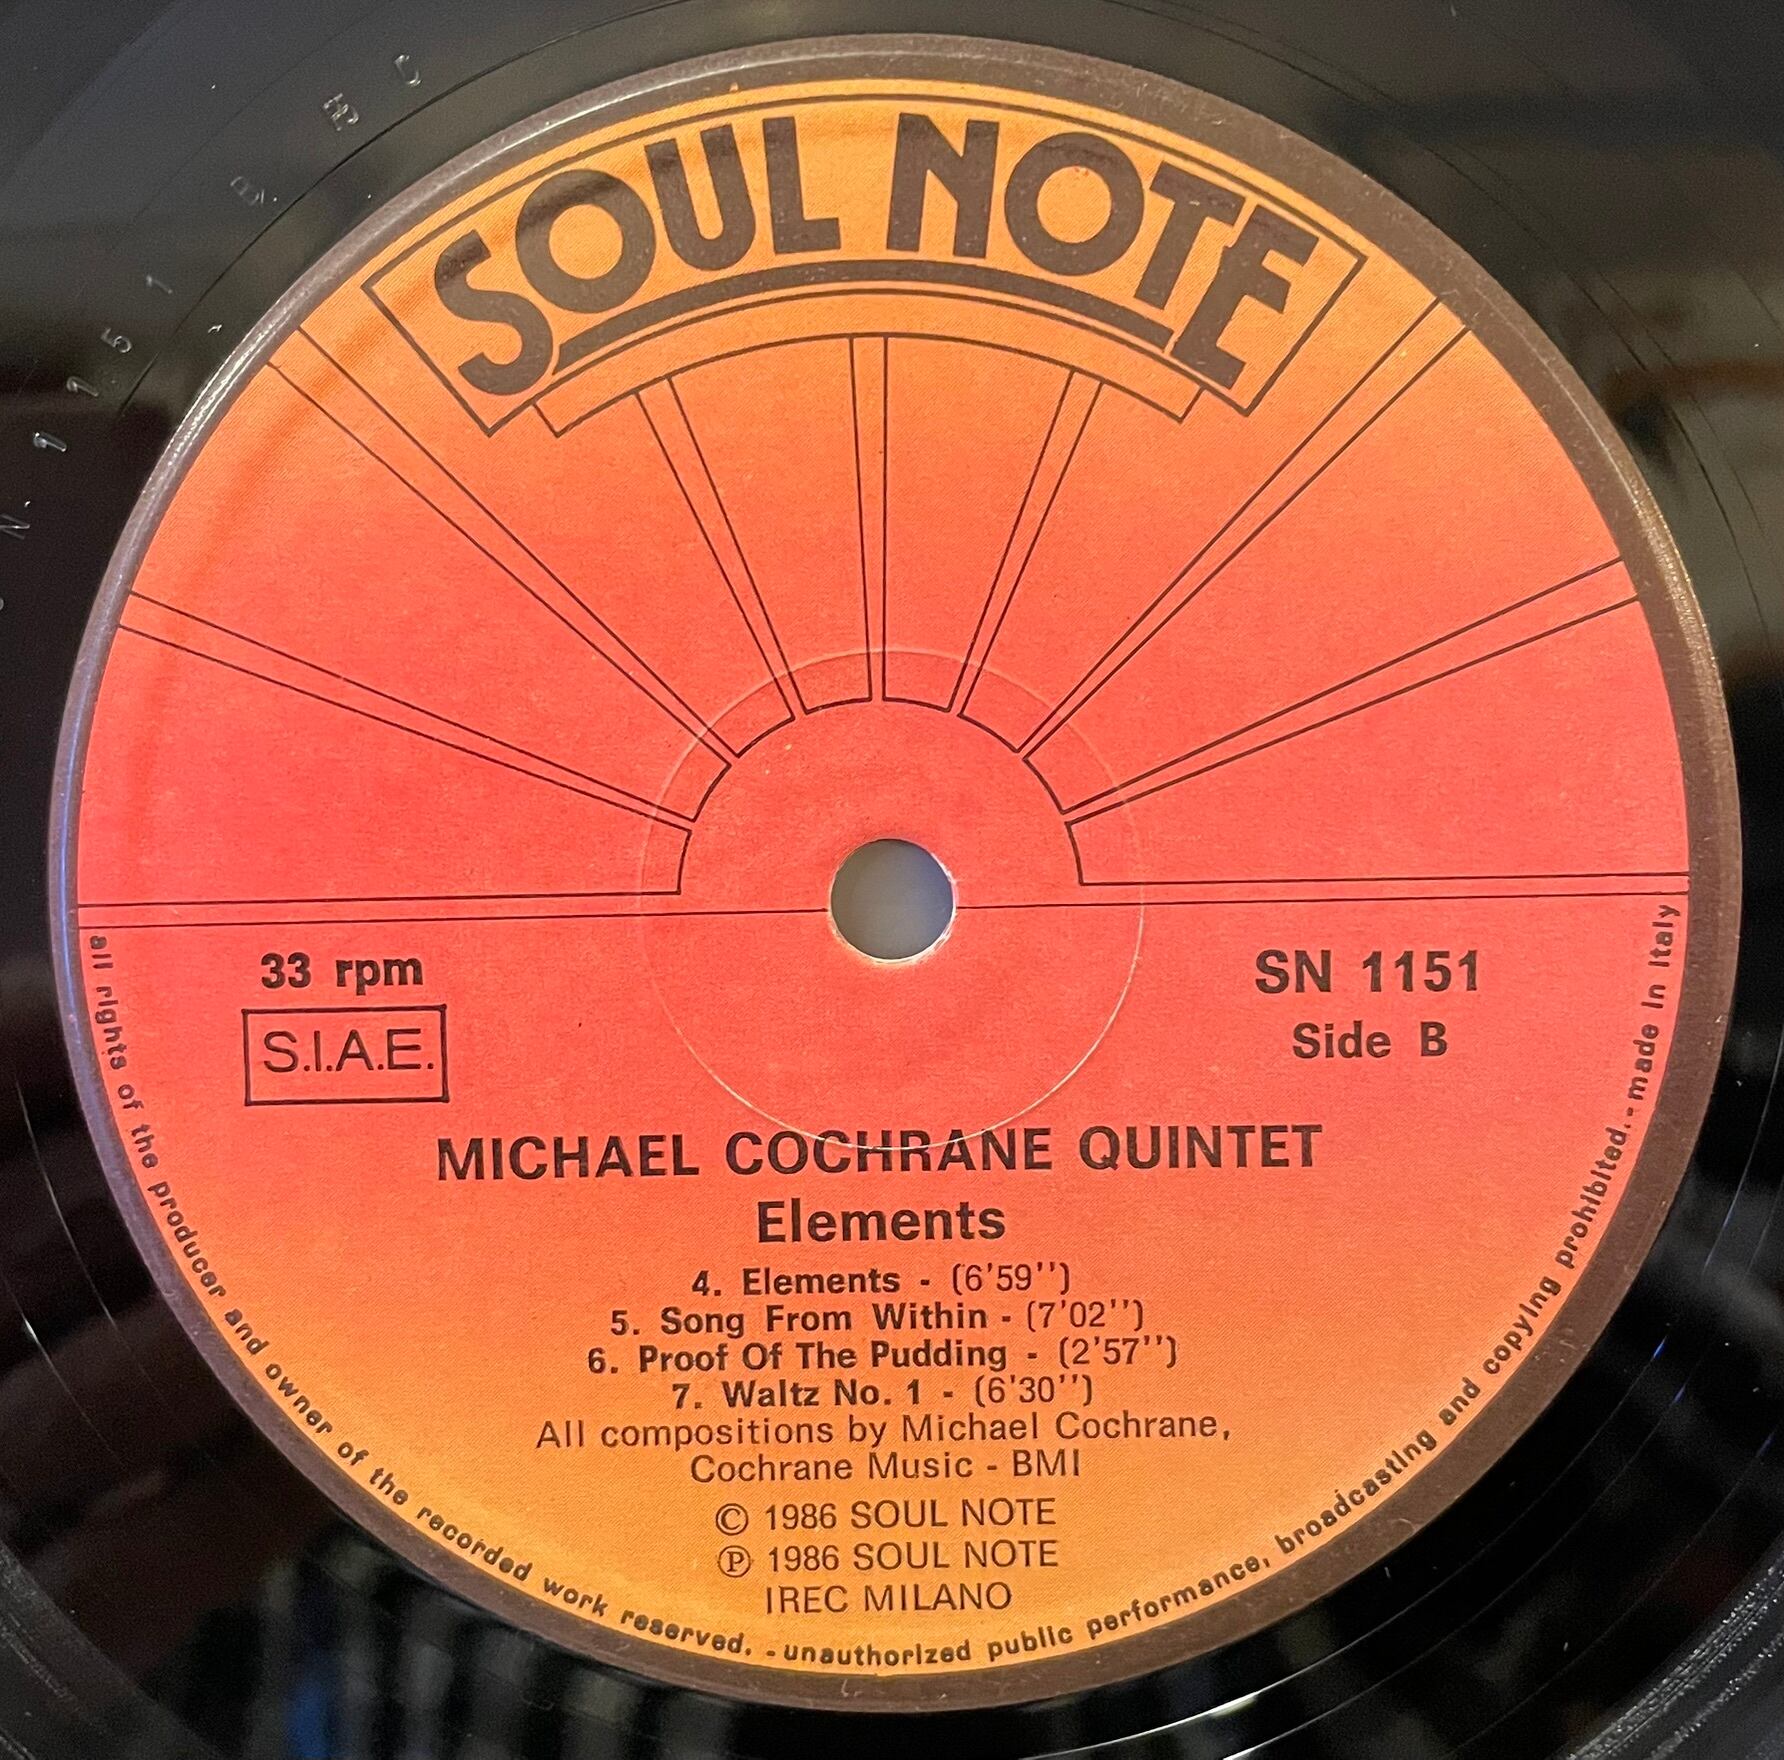 SOUL NOTE
33 rpm
S.I.A.E.
SN 1151
Side B
MICHAEL COCHRANE QUINTET
Elements
4. Elements - (6'59'')
5. Song From Within - (7'02'')
6. Proof Of The Pudding - (2'57'')
7. Waltz No. 1 - (6'30'')
All compositions by Michael Cochrane,
Cochrane Music - BMI
© 1986 SOUL NOTE
℗ 1986 SOUL NOTE
IREC MILANO
all rights of the producer and owner of the recorded work reserved. - unauthorized public performance, broadcasting and copying prohibited. - made in Italy